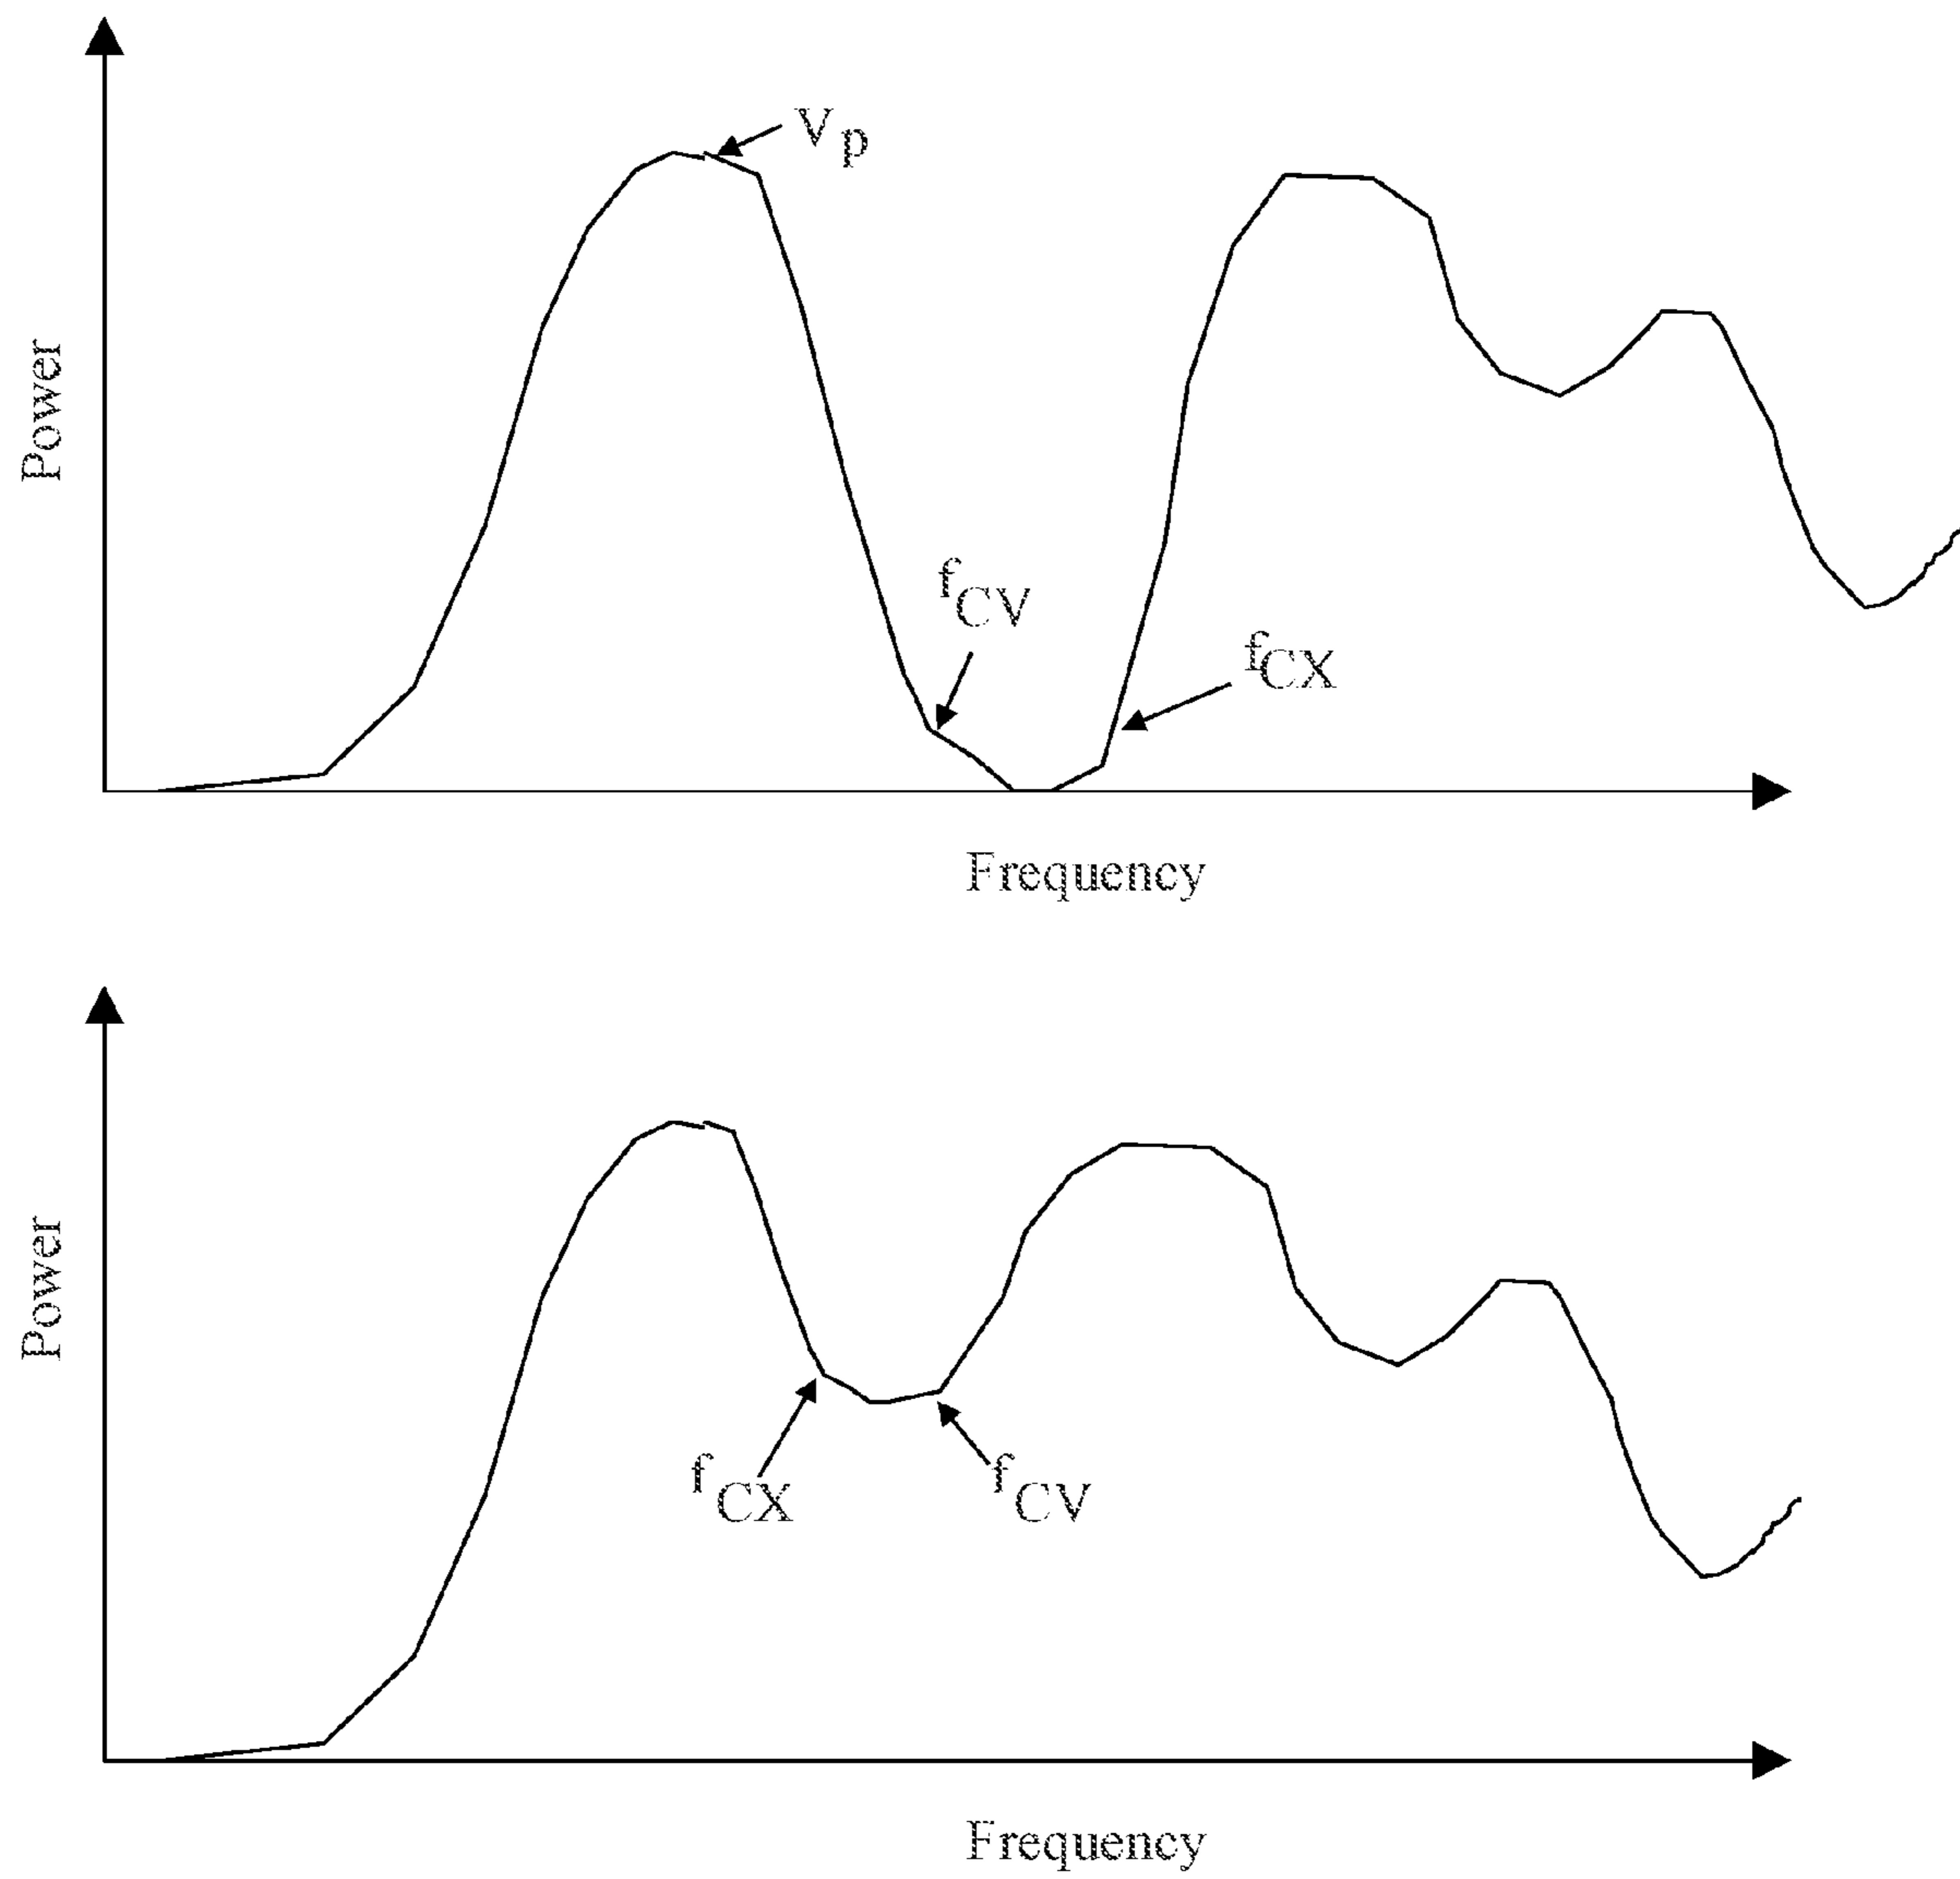 Vp
Power
fCV
fCX
Frequency
Power
fCX
fCV
Frequency